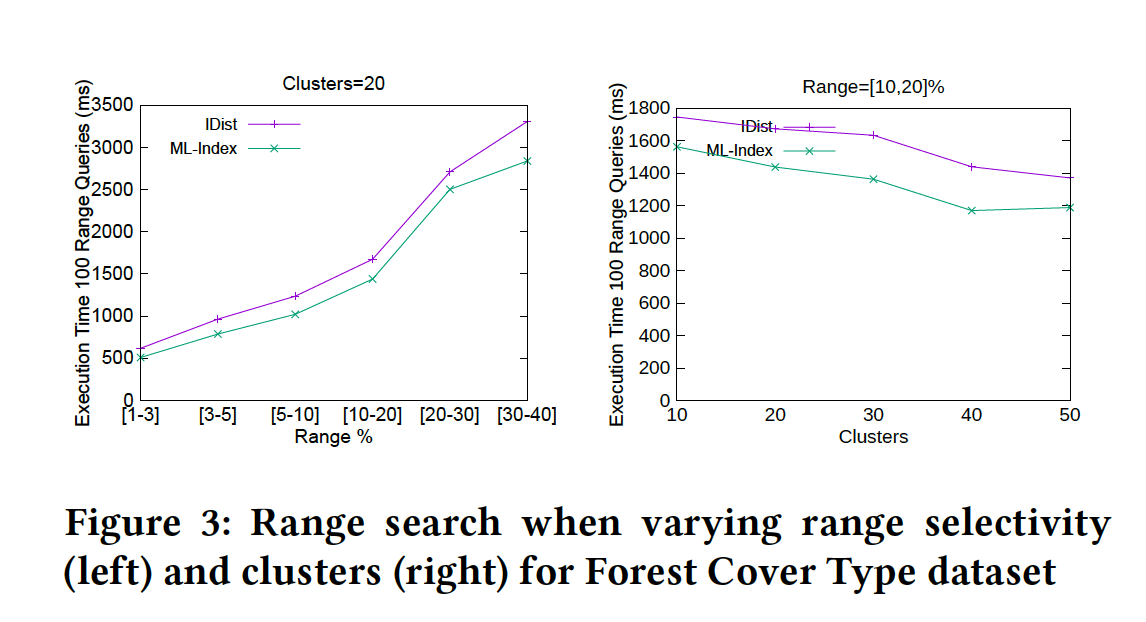 Clusters=20
Execution Time 100 Range Queries (ms)
3500
3000
2500
2000
1500
1000
500
0
IDist
ML-Index
[1-3] [3-5] [5-10] [10-20] [20-30] [30-40]
Range %
Range=[10,20]%
Execution Time 100 Range Queries (ms)
1800
1600
1400
1200
1000
800
600
400
200
0
IDist
ML-Index
10 20 30 40 50
Clusters
Figure 3: Range search when varying range selectivity
(left) and clusters (right) for Forest Cover Type dataset